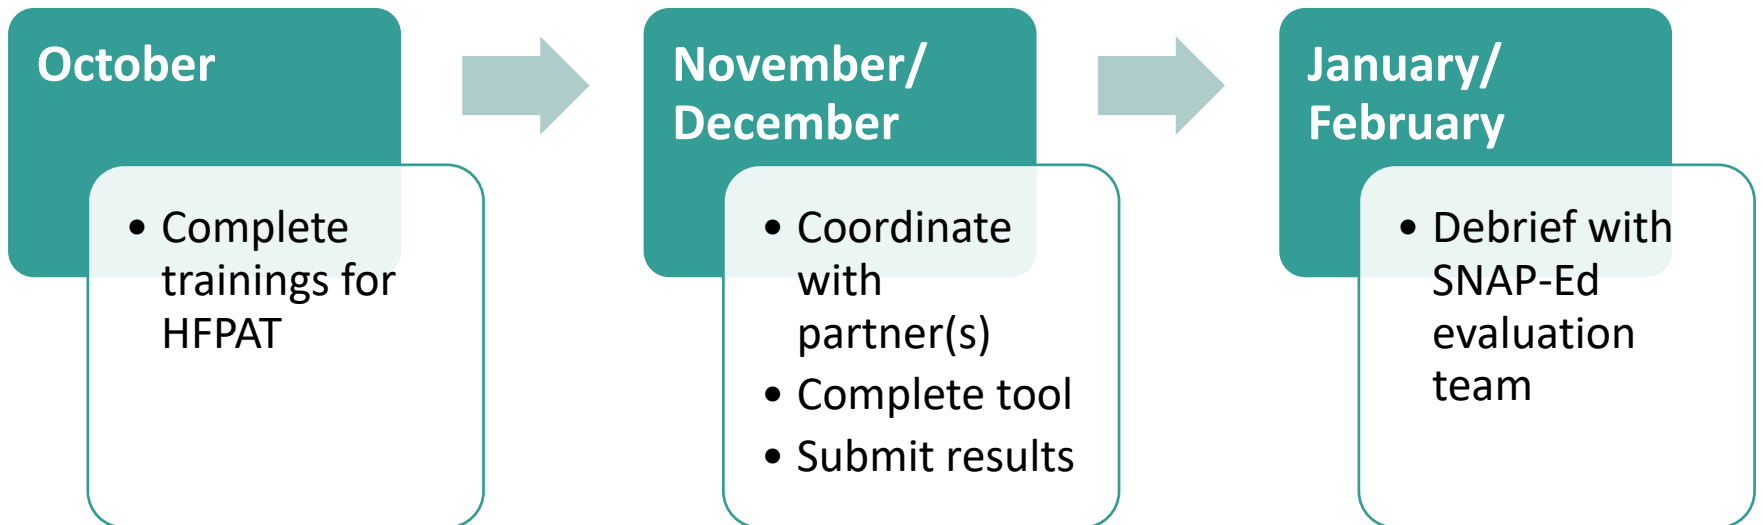 October
• Complete
trainings for
HFPAT
November/
December
• Coordinate
with
partner(s)
• Complete tool
• Submit results
January/
February
• Debrief with
SNAP-Ed
evaluation
team